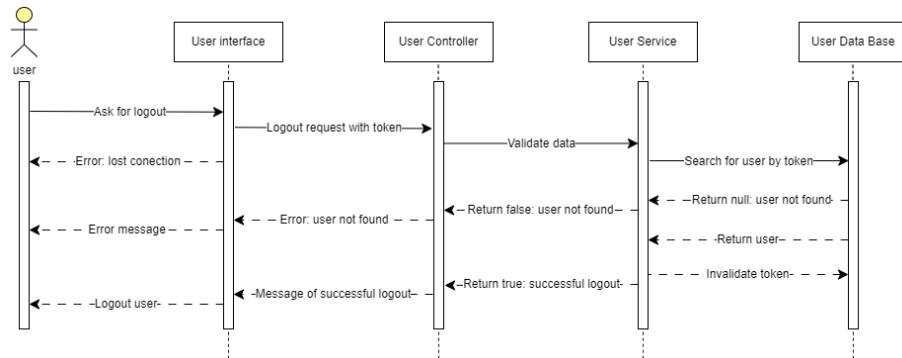 User interface
User Controller
User Service
User Data Base
user
Ask for logout
Logout request with token
Validate data
Error: lost conection
Search for user by token
Return null: user not found
Return false: user not found
Error: user not found
Error message
Return user
Invalidate token
Return true: successful logout
Message of successful logout
Logout user